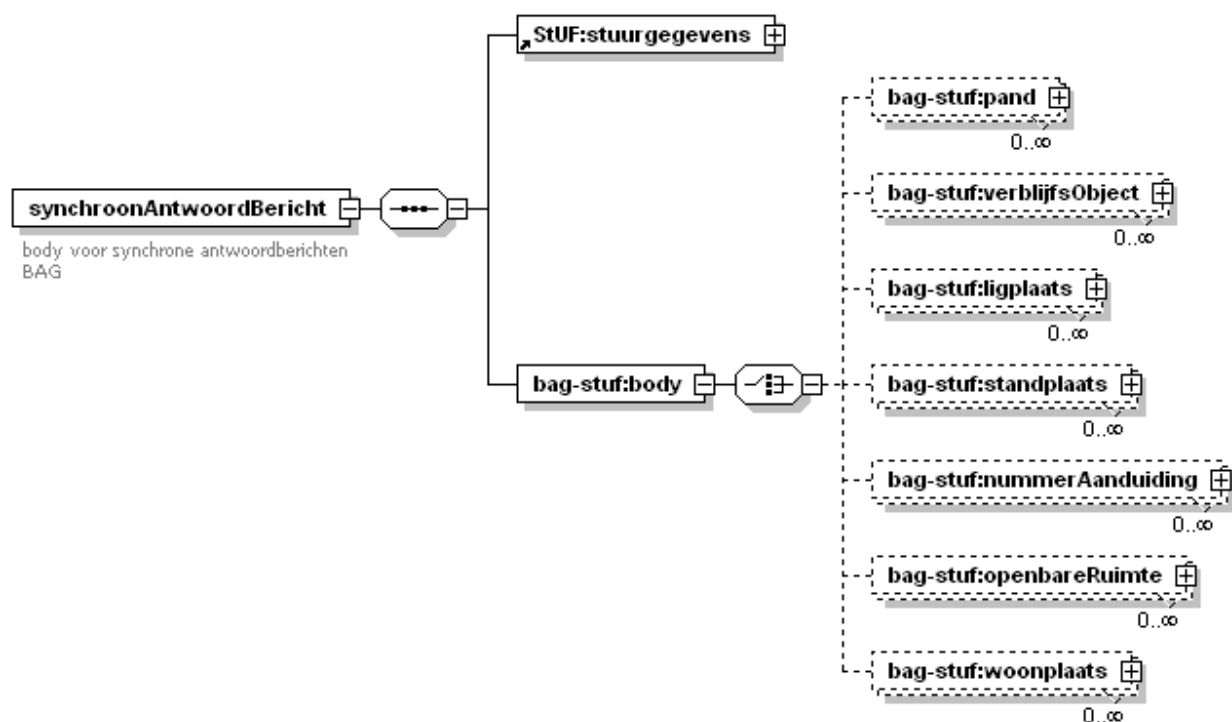 StUF:stuurgegevens
bag-stuf:pand
0..∞
bag-stuf:verblijfsObject
0..∞
synchroonAntwoordBericht
body voor synchrone antwoordberichten
BAG
bag-stuf:ligplaats
0..∞
bag-stuf:body
bag-stuf:standplaats
0..∞
bag-stuf:nummerAanduiding
0..∞
bag-stuf:openbareRuimte
0..∞
bag-stuf:woonplaats
0..∞